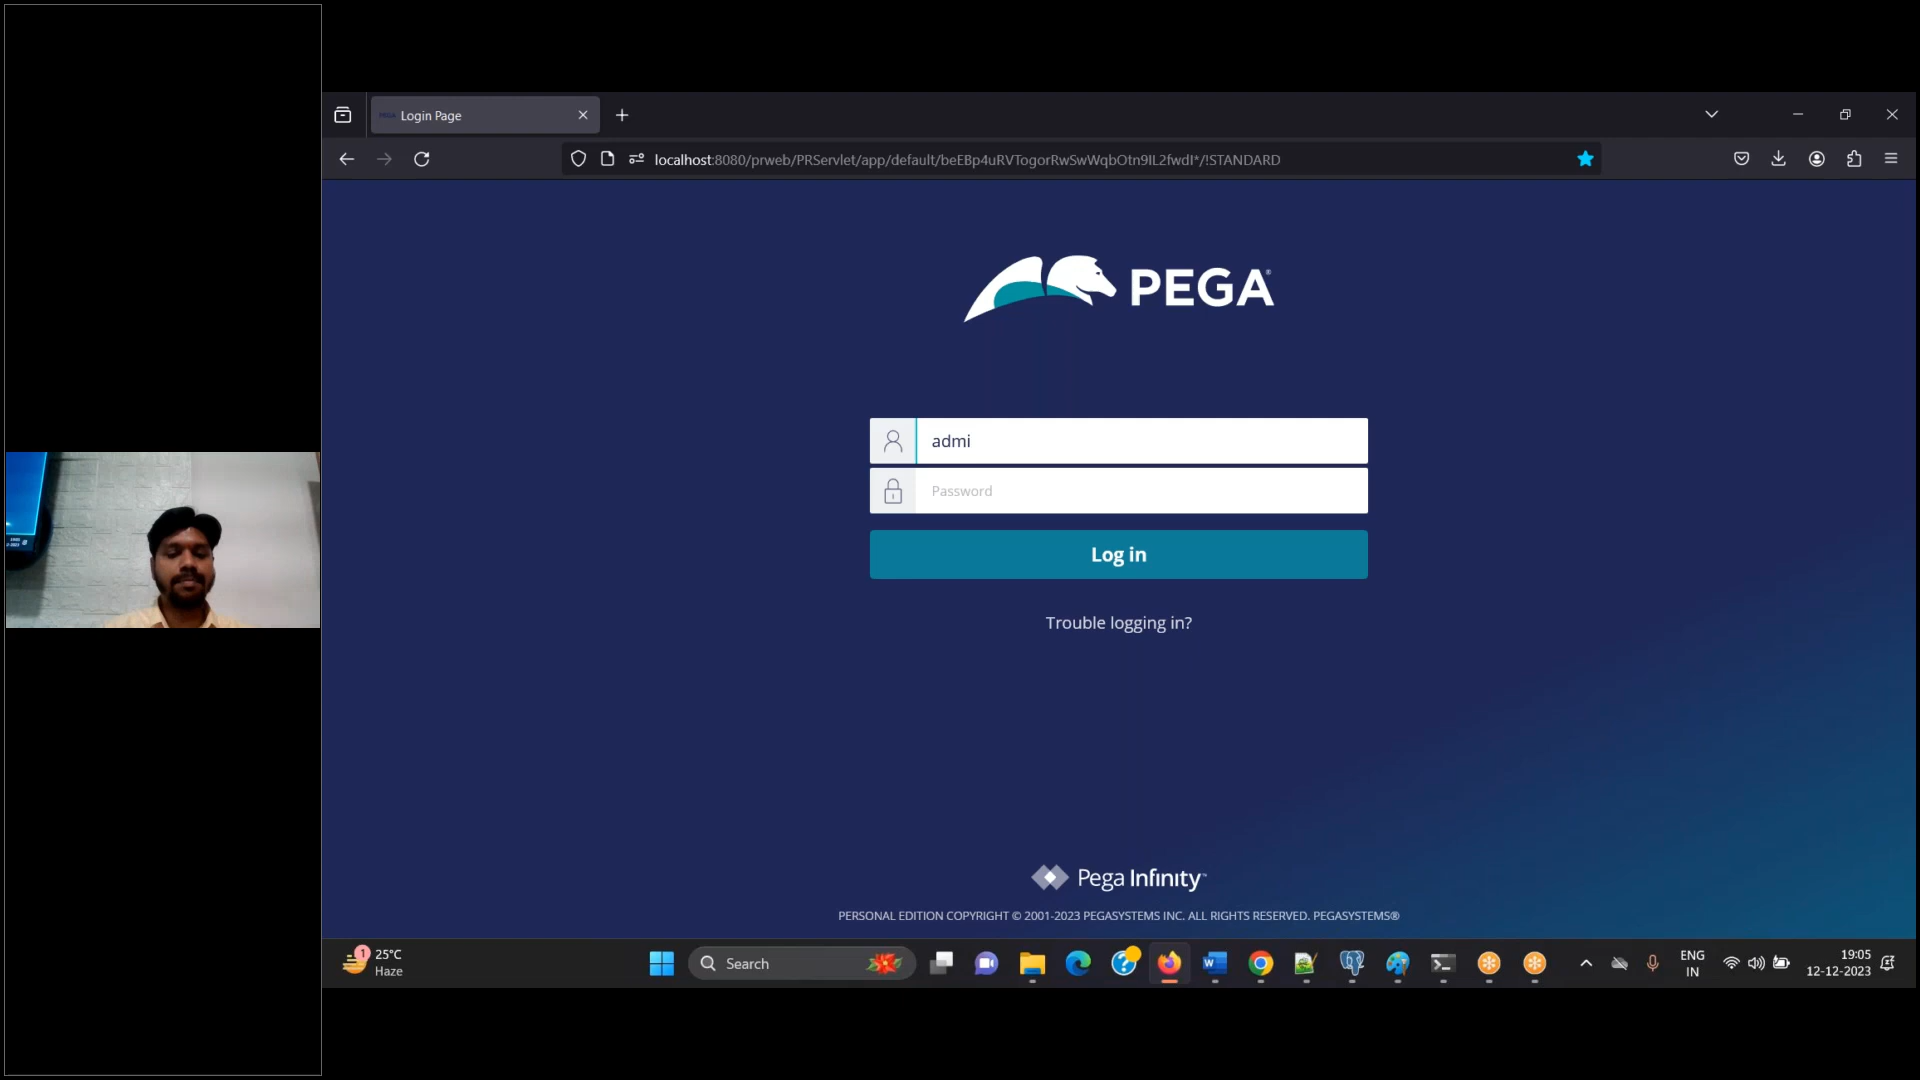 Login Page
localhost:8080/prweb/PRServlet/app/default/beEBp4uRVTogorRwSwWqbOtn9IL2fwdI*/!STANDARD
PEGA
admi
Password
Log in
Trouble logging in?
Pega Infinity™
PERSONAL EDITION COPYRIGHT © 2001-2023 PEGASYSTEMS INC. ALL RIGHTS RESERVED. PEGASYSTEMS®
1
25°C
Haze
Search
ENG
IN
19:05
12-12-2023